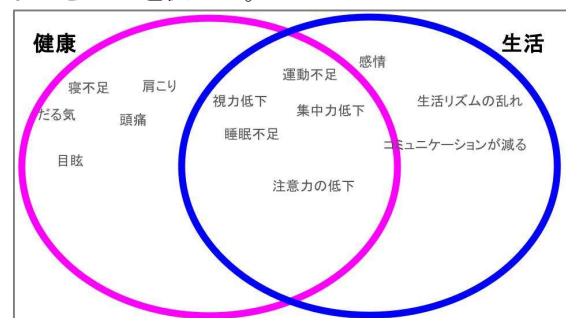 健康
生活
寝不足
肩こり
だる気
頭痛
目眩
運動不足
視力低下
集中力低下
睡眠不足
注意力の低下
感情
生活リズムの乱れ
コミュニケーションが減る